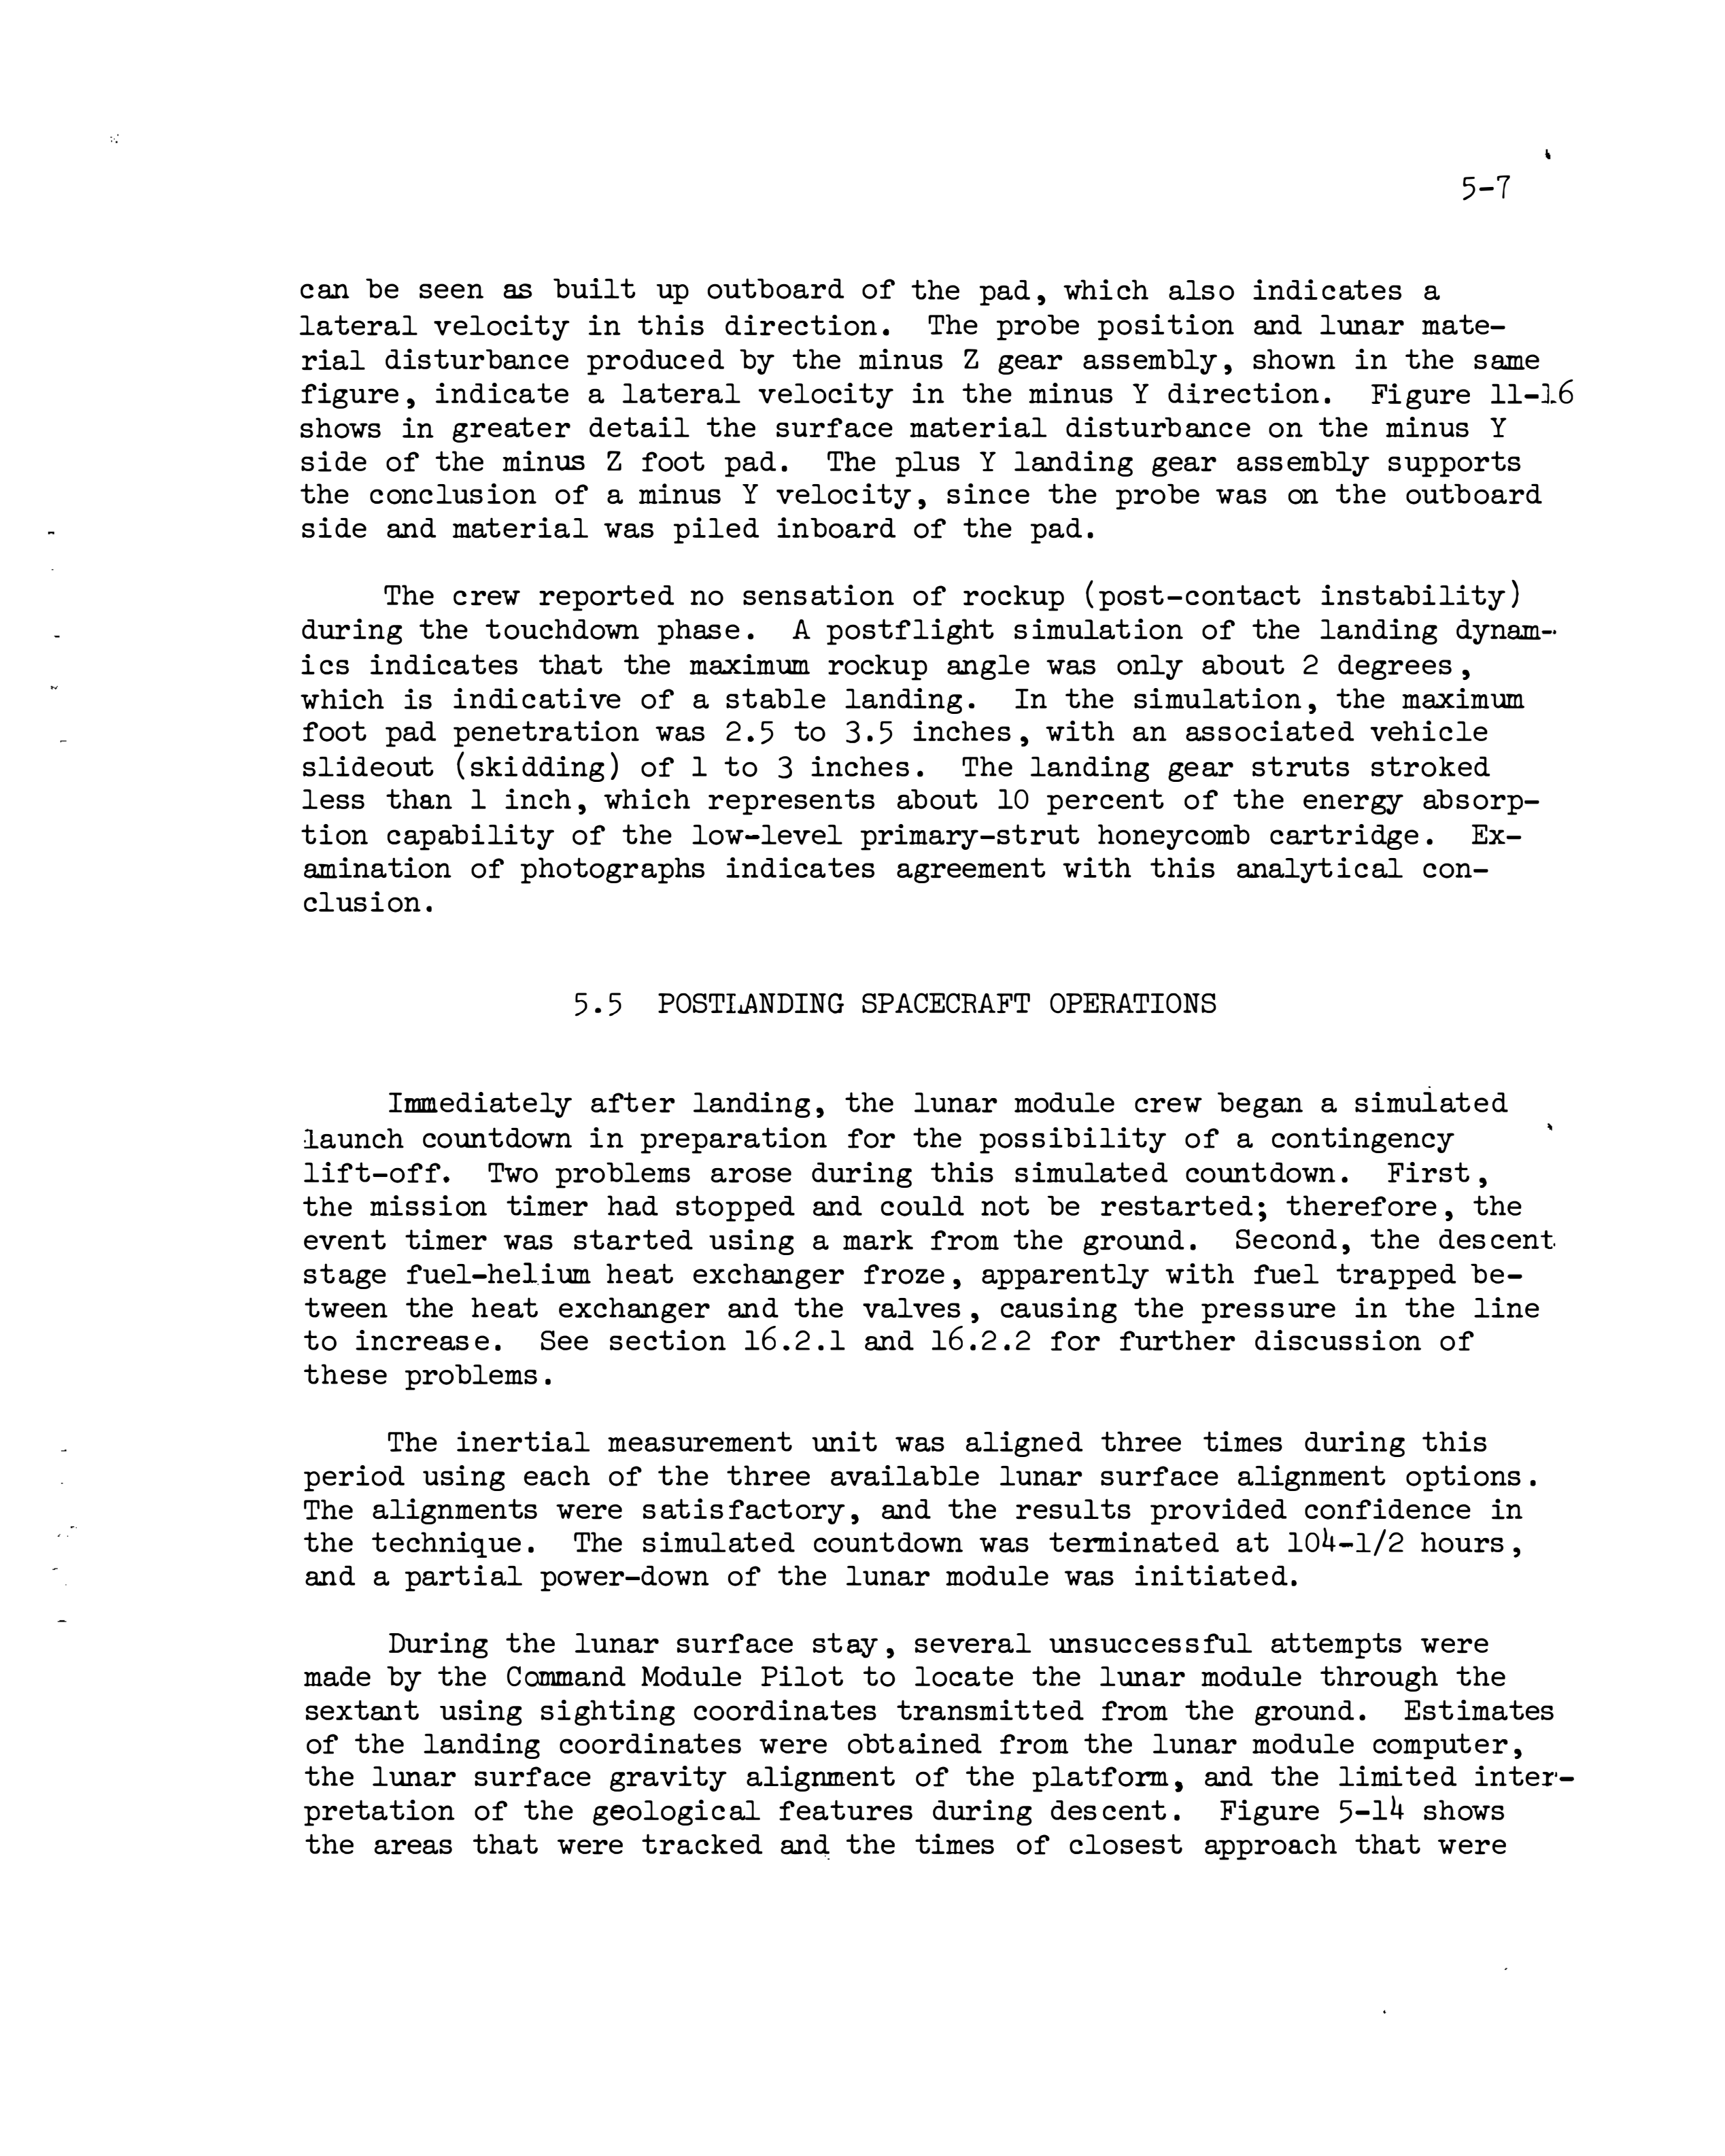 5-7
can be seen as built up outboard of the pad, which also indicates a
lateral velocity in this direction. The probe position and lunar mate-
rial disturbance produced by the minus Z gear assembly, shown in the same
figure, indicate a lateral velocity in the minus Y direction. Figure 11-16
shows in greater detail the surface material disturbance on the minus Y
side of the minus Z foot pad. The plus Y landing gear assembly supports
the conclusion of a minus Y velocity, since the probe was on the outboard
side and material was piled inboard of the pad.
The crew reported no sensation of rockup (post-contact instability)
during the touchdown phase. A postflight simulation of the landing dynam-
ics indicates that the maximum rockup angle was only about 2 degrees,
which is indicative of a stable landing. In the simulation, the maximum
foot pad penetration was 2.5 to 3.5 inches, with an associated vehicle
slideout (skidding) of 1 to 3 inches. The landing gear struts stroked
less than 1 inch, which represents about 10 percent of the energy absorp-
tion capability of the low-level primary-strut honeycomb cartridge. Ex-
amination of photographs indicates agreement with this analytical con-
clusion.
5.5 POSTLANDING SPACECRAFT OPERATIONS
Immediately after landing, the lunar module crew began a simulated
launch countdown in preparation for the possibility of a contingency
lift-off. Two problems arose during this simulated countdown. First,
the mission timer had stopped and could not be restarted; therefore, the
event timer was started using a mark from the ground. Second, the descent
stage fuel-helium heat exchanger froze, apparently with fuel trapped be-
tween the heat exchanger and the valves, causing the pressure in the line
to increase. See section 16.2.1 and 16.2.2 for further discussion of
these problems.
The inertial measurement unit was aligned three times during this
period using each of the three available lunar surface alignment options.
The alignments were satisfactory, and the results provided confidence in
the technique. The simulated countdown was terminated at 104-1/2 hours,
and a partial power-down of the lunar module was initiated.
During the lunar surface stay, several unsuccessful attempts were
made by the Command Module Pilot to locate the lunar module through the
sextant using sighting coordinates transmitted from the ground. Estimates
of the landing coordinates were obtained from the lunar module computer,
the lunar surface gravity alignment of the platform, and the limited inter-
pretation of the geological features during descent. Figure 5-14 shows
the areas that were tracked and the times of closest approach that were